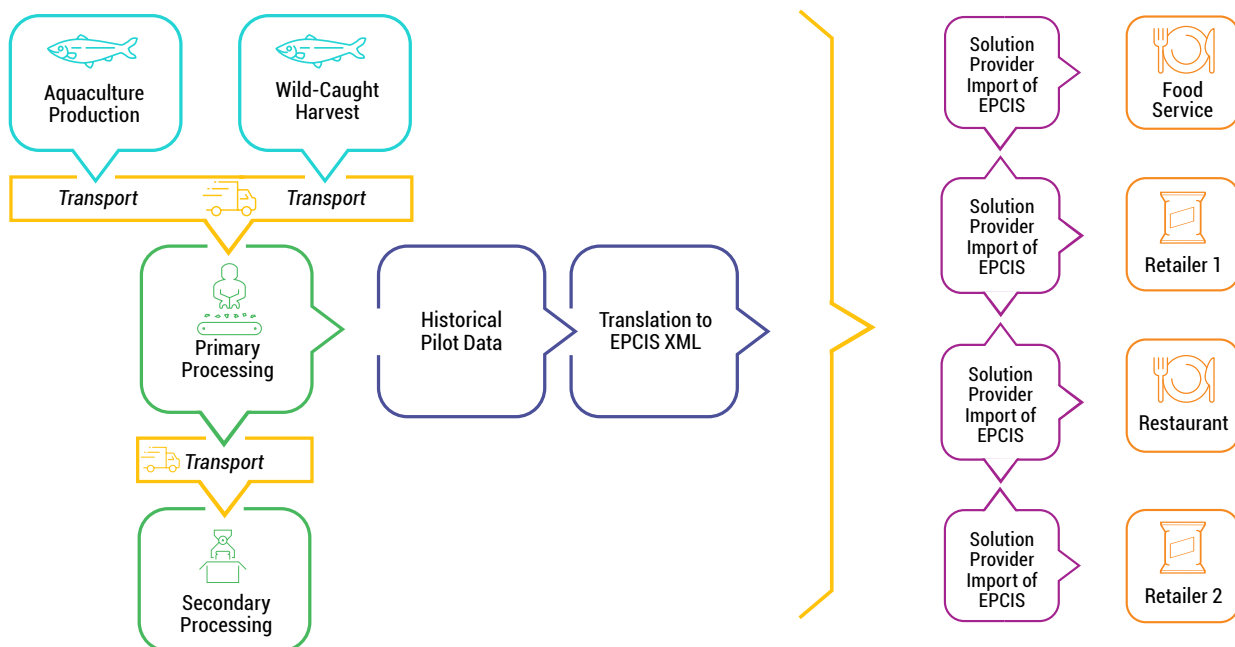 Aquaculture
Production
Wild-Caught
Harvest
Transport
Transport
Primary
Processing
Historical
Pilot Data
Translation to
EPCIS XML
Transport
Secondary
Processing
Solution
Provider
Import of
EPCIS
Food
Service
Solution
Provider
Import of
EPCIS
Retailer 1
Solution
Provider
Import of
EPCIS
Restaurant
Solution
Provider
Import of
EPCIS
Retailer 2